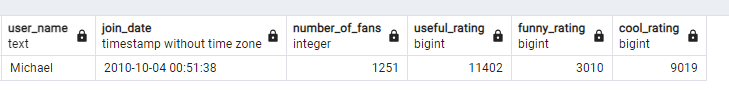 user_name join_date number_of_fans useful_rating funny_rating cool_rating
text timestamp without time zone integer bigint bigint bigint
Michael 2010-10-04 00:51:38 1251 11402 3010 9019